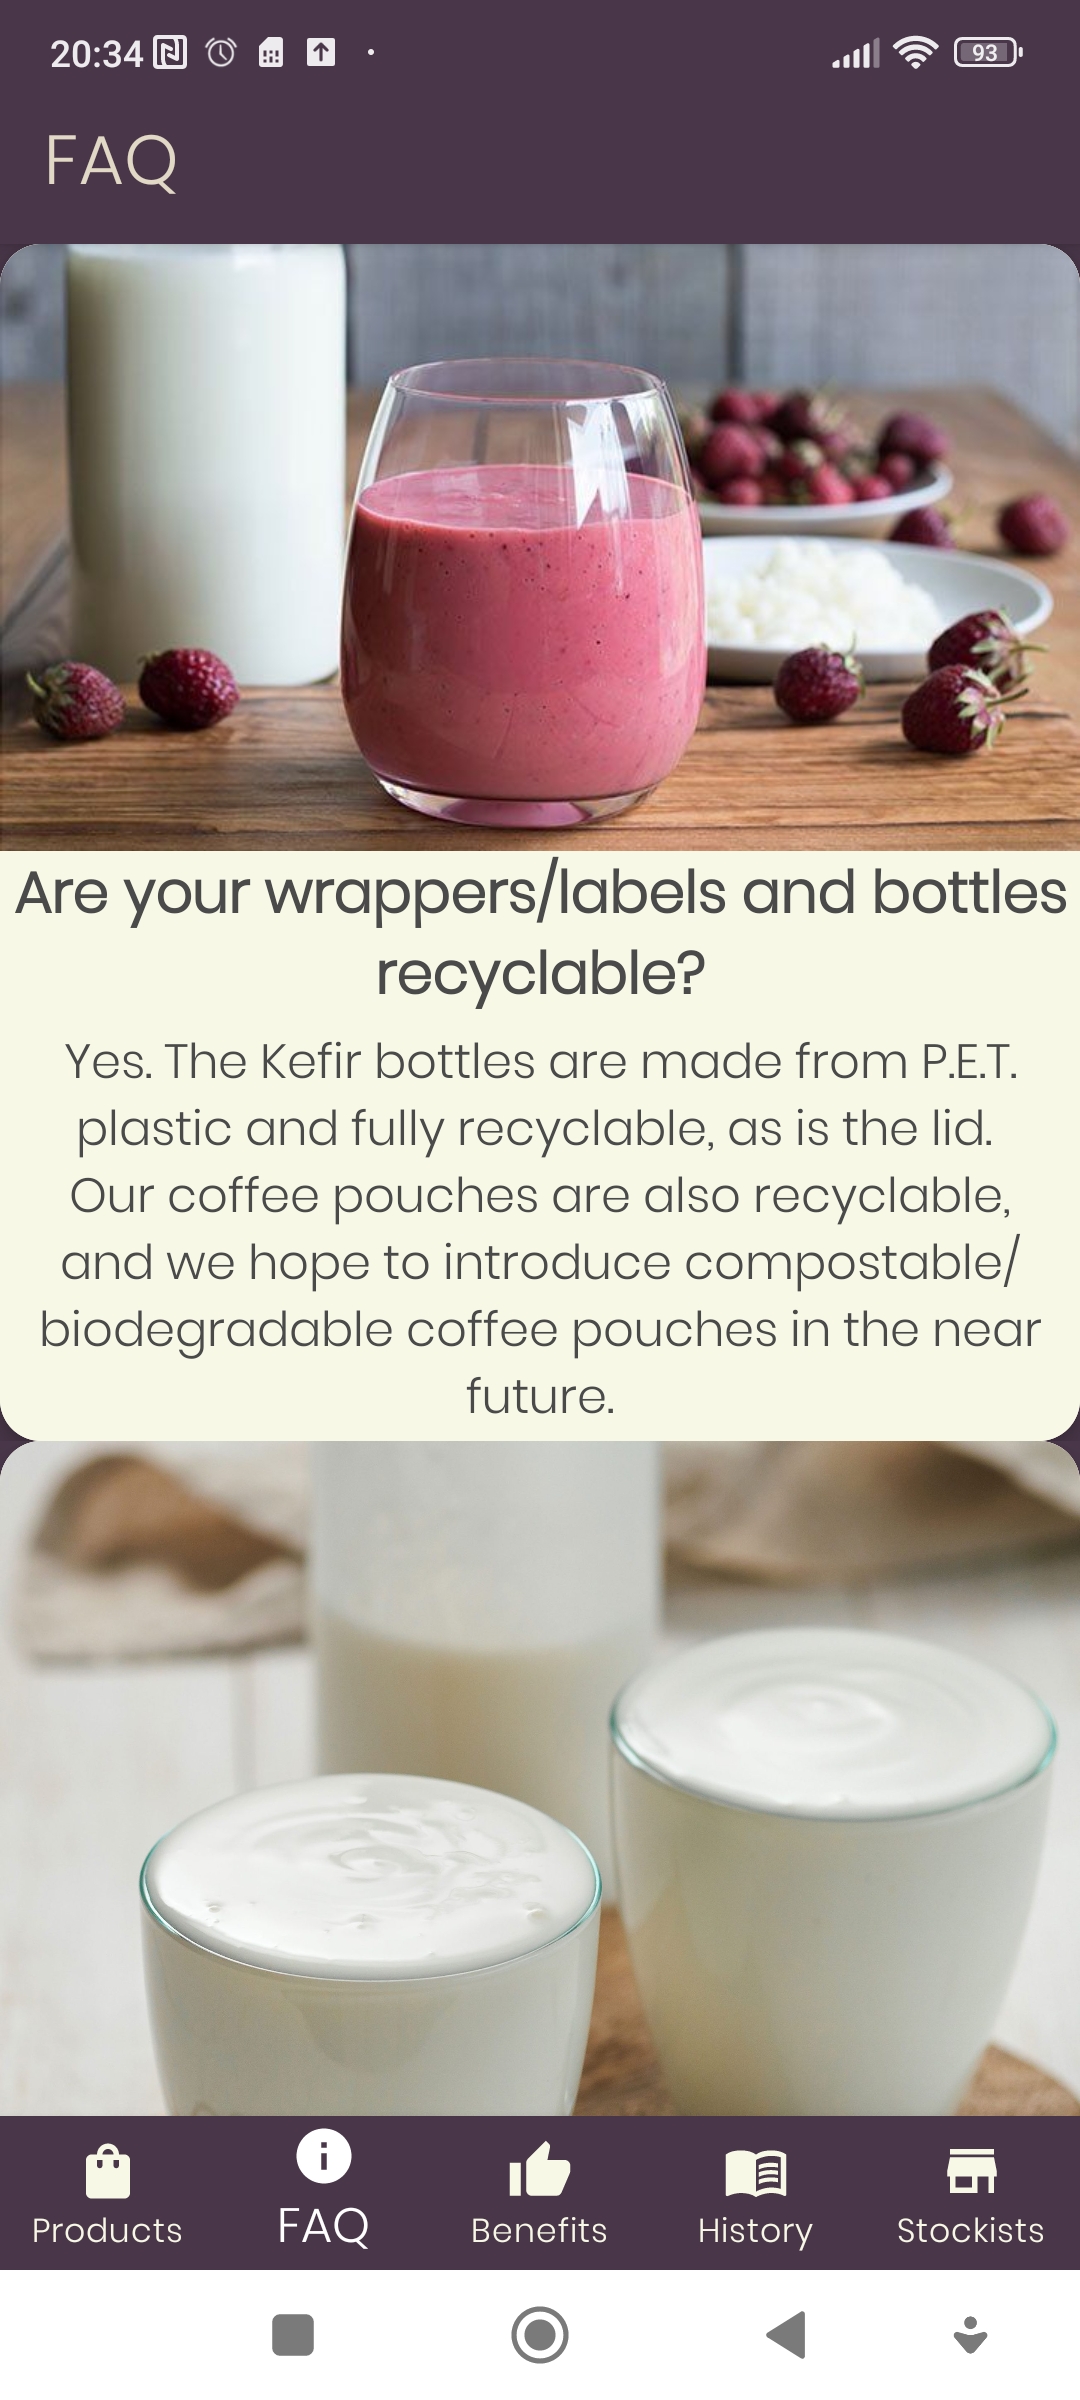 20:34
93
FAQ
Are your wrappers/labels and bottles
recyclable?
Yes. The Kefir bottles are made from P.E.T.
plastic and fully recyclable, as is the lid.
Our coffee pouches are also recyclable,
and we hope to introduce compostable/
biodegradable coffee pouches in the near
future.
Products
FAQ
Benefits
History
Stockists